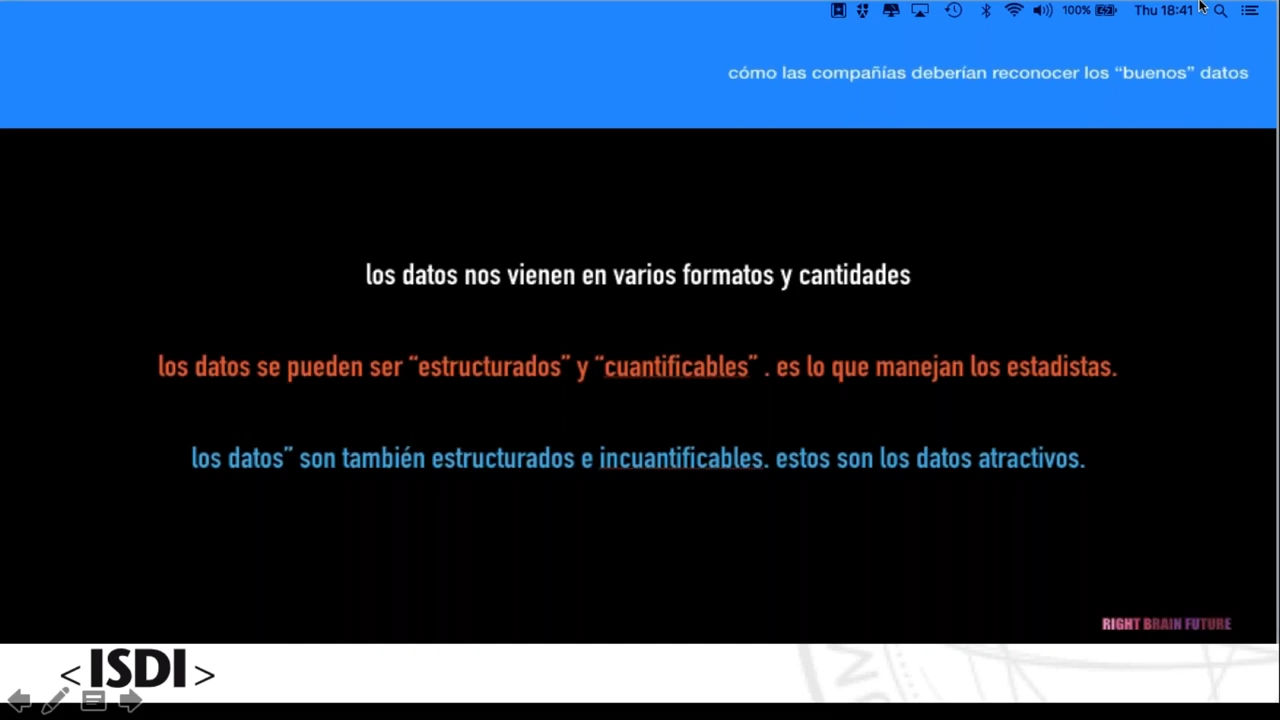 100% Thu 18:41
cómo las compañías deberían reconocer los “buenos” datos
los datos nos vienen en varios formatos y cantidades
los datos se pueden ser “estructurados” y “cuantificables” . es lo que manejan los estadistas.
los datos” son también estructurados e incuantificables. estos son los datos atractivos.
RIGHT BRAIN FUTURE
<ISDI>